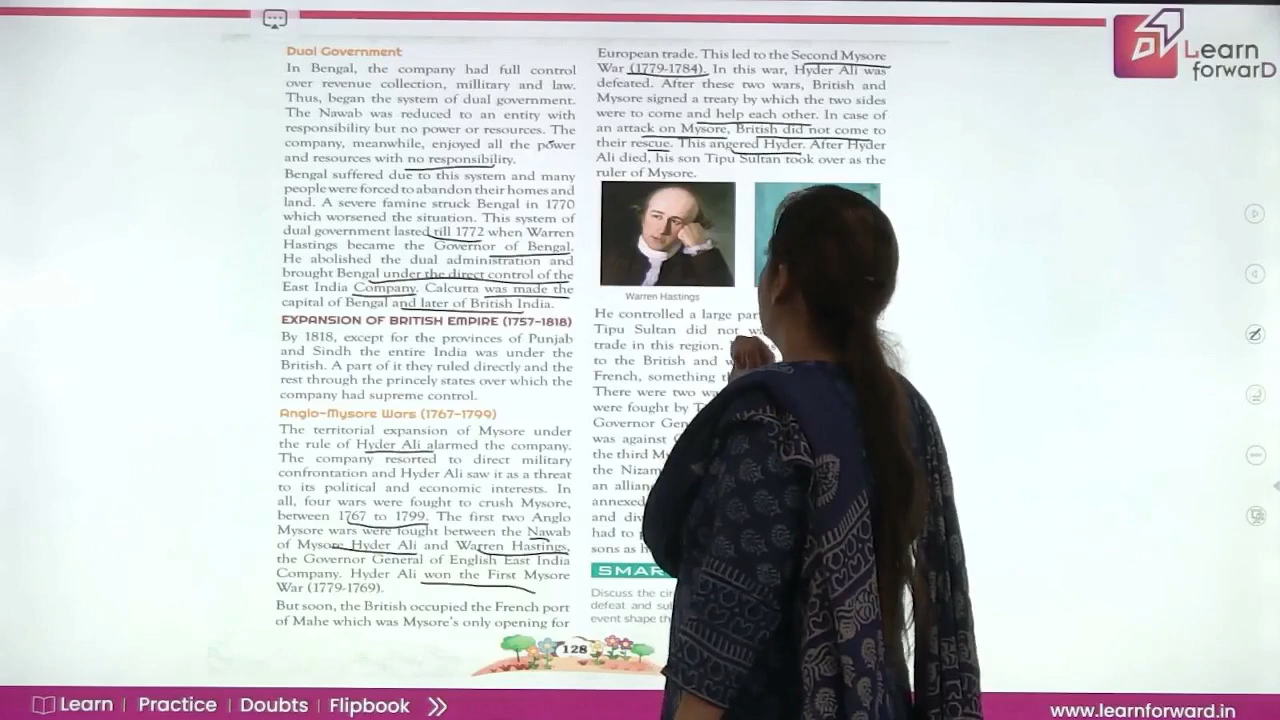 Learn
forwarD
Dual Government
In Bengal, the company had full control
over revenue collection, millitary and law.
Thus, began the system of dual government.
The Nawab was reduced to an entity with
responsibility but no power or resources. The
company, meanwhile, enjoyed all the power
and resources with no responsibility.
Bengal suffered due to this system and many
people were forced to abandon their homes and
land. A severe famine struck Bengal in 1770
which worsened the situation. This system of
dual government lasted till 1772 when Warren
Hastings became the Governor of Bengal.
He abolished the dual administration and
brought Bengal under the direct control of the
East India Company. Calcutta was made the
capital of Bengal and later of British India.
EXPANSION OF BRITISH EMPIRE (1757-1818)
By 1818, except for the provinces of Punjab
and Sindh the entire India was under the
British. A part of it they ruled directly and the
rest through the princely states over which the
company had supreme control.
Anglo-Mysore Wars (1767-1799)
The territorial expansion of Mysore under
the rule of Hyder Ali alarmed the company.
The company resorted to direct military
confrontation and Hyder Ali saw it as a threat
to its political and economic interests. In
all, four wars were fought to crush Mysore,
between 1767 to 1799. The first two Anglo
Mysore wars were fought between the Nawab
of Mysore Hyder Ali and Warren Hastings,
the Governor General of English East India
Company. Hyder Ali won the First Mysore
War (1779-1769).
But soon, the British occupied the French port
of Mahe which was Mysore's only opening for
European trade. This led to the Second Mysore
War (1779-1784). In this war, Hyder Ali was
defeated. After these two wars, British and
Mysore signed a treaty by which the two sides
were to come and help each other. In case of
an attack on Mysore, British did not come to
their rescue. This angered Hyder. After Hyder
Ali died, his son Tipu Sultan took over as the
ruler of Mysore.
Warren Hastings
He controlled a large
Tipu Sultan did not
trade in this region.
to the British and
French, something
There were two
were fought by
Governor
was against
the third
the Nizam
an
annexed
and
had to
sons as
Discuss the
defeat and
event shape
128
Learn | Practice | Doubts | Flipbook
www.learnforward.in